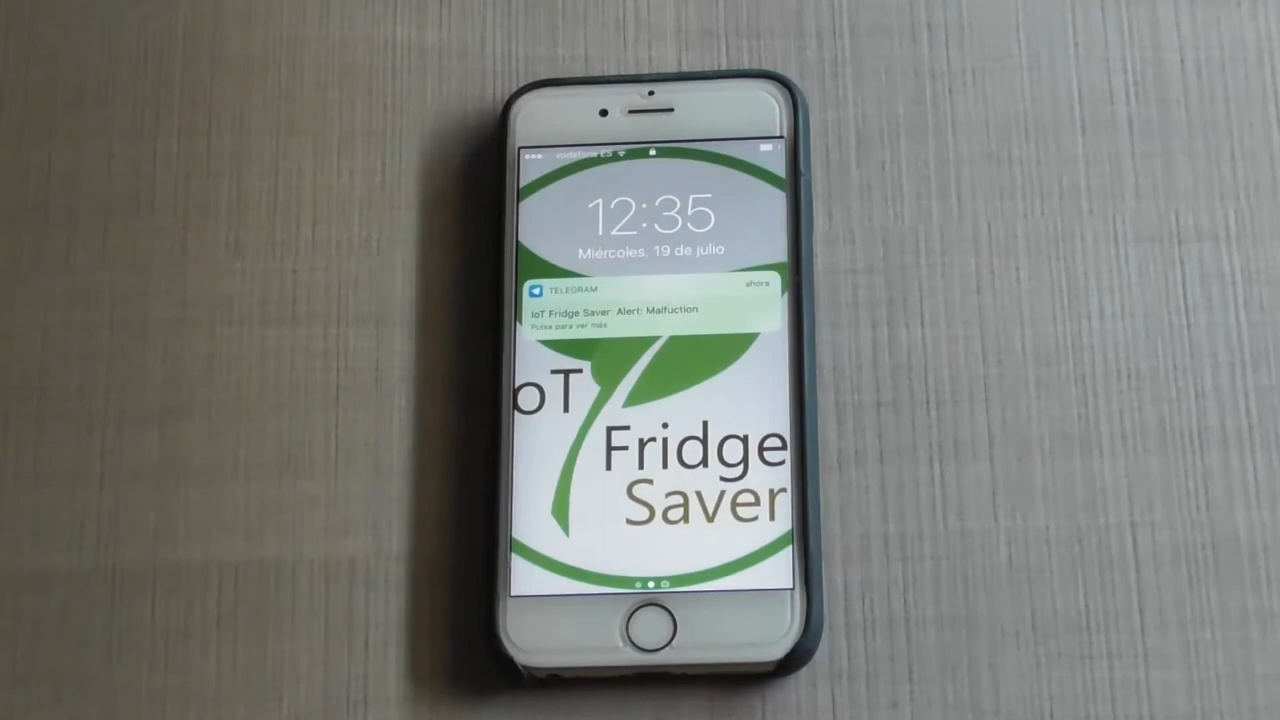 vodafone ES
12:35
Miércoles, 19 de julio
TELEGRAM ahora
IoT Fridge Saver: Alert: Malfuction
Pulsa para ver más
IoT
Fridge
Saver